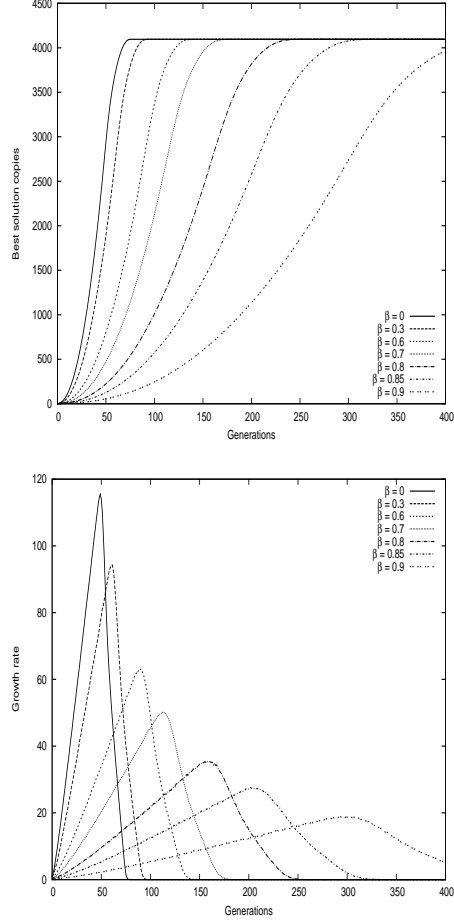 4500
4000
3500
3000
2500
2000
1500
1000
500
0
Best solution copies
β = 0
β = 0.3
β = 0.6
β = 0.7
β = 0.8
β = 0.85
β = 0.9
0 50 100 150 200 250 300 350 400
Generations
120
100
80
60
40
20
0
Growth rate
β = 0
β = 0.3
β = 0.6
β = 0.7
β = 0.8
β = 0.85
β = 0.9
0 50 100 150 200 250 300 350 400
Generations